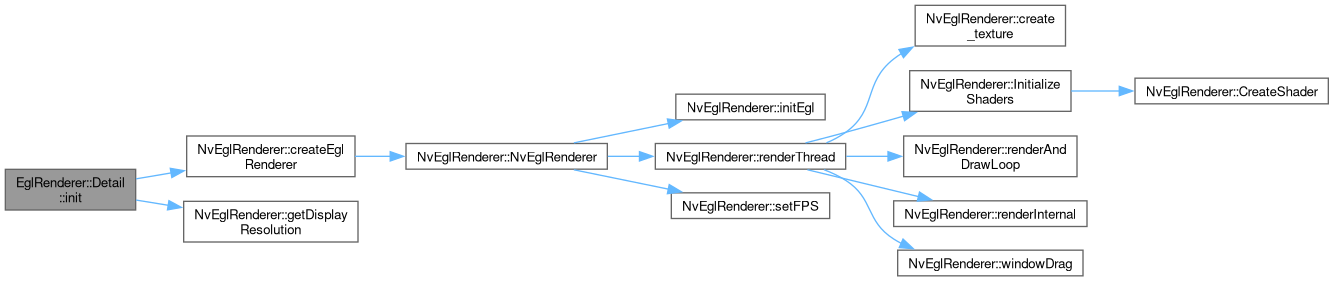 EglRenderer::Detail
::init
NvEglRenderer::createEgl
Renderer
NvEglRenderer::getDisplay
Resolution
NvEglRenderer::NvEglRenderer
NvEglRenderer::initEgl
NvEglRenderer::renderThread
NvEglRenderer::setFPS
NvEglRenderer::create
_texture
NvEglRenderer::Initialize
Shaders
NvEglRenderer::renderAnd
DrawLoop
NvEglRenderer::renderInternal
NvEglRenderer::windowDrag
NvEglRenderer::CreateShader